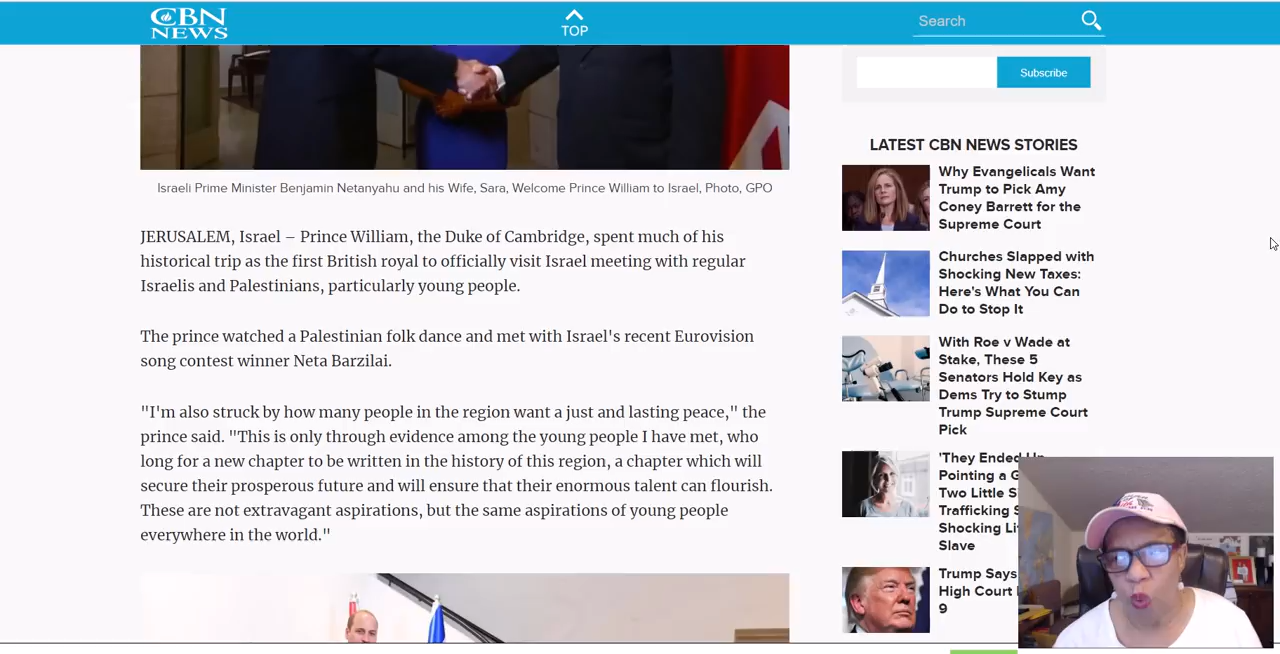 CBN
NEWS
TOP
Search
Subscribe
Israeli Prime Minister Benjamin Netanyahu and his Wife, Sara, Welcome Prince William to Israel, Photo, GPO
JERUSALEM, Israel – Prince William, the Duke of Cambridge, spent much of his
historical trip as the first British royal to officially visit Israel meeting with regular
Israelis and Palestinians, particularly young people.
The prince watched a Palestinian folk dance and met with Israel's recent Eurovision
song contest winner Neta Barzilai.
"I'm also struck by how many people in the region want a just and lasting peace," the
prince said. "This is only through evidence among the young people I have met, who
long for a new chapter to be written in the history of this region, a chapter which will
secure their prosperous future and will ensure that their enormous talent can flourish.
These are not extravagant aspirations, but the same aspirations of young people
everywhere in the world."
LATEST CBN NEWS STORIES
Why Evangelicals Want
Trump to Pick Amy
Coney Barrett for the
Supreme Court
Churches Slapped with
Shocking New Taxes:
Here's What You Can
Do to Stop It
With Roe v Wade at
Stake, These 5
Senators Hold Key as
Dems Try to Stump
Trump Supreme Court
Pick
'They Ended Up
Pointing a
Two Little
Trafficking
Shocking
Slave
Trump Says
High Court
9